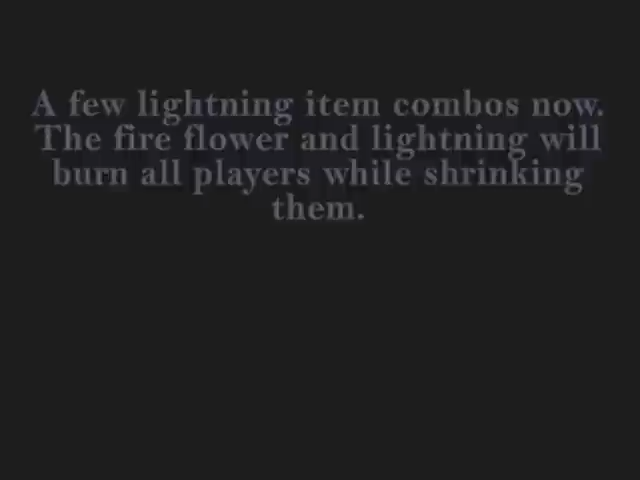 A few lightning item combos now.
The fire flower and lightning will
burn all players while shrinking
them.